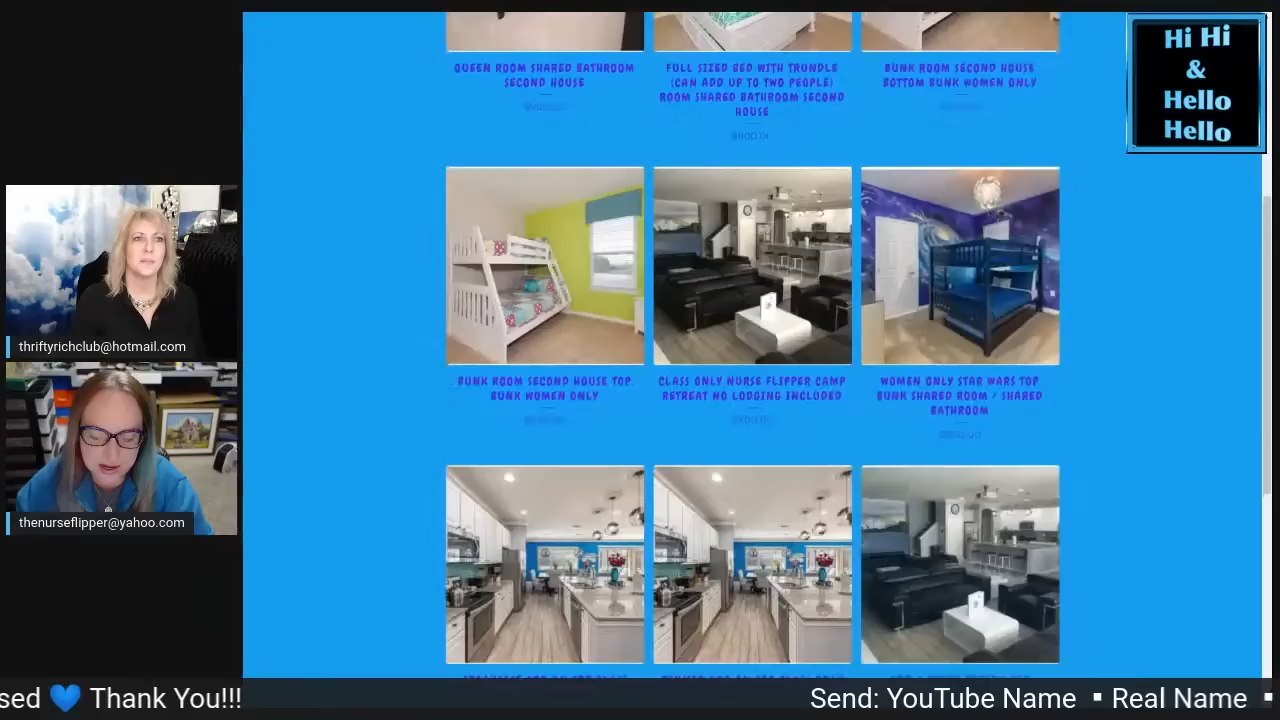 QUEEN ROOM SHARED BATHROOM
SECOND HOUSE
FULL SIZED BED WITH TRUNDLE
(CAN ADD UP TO TWO PEOPLE)
ROOM SHARED BATHROOM SECOND
HOUSE
BUNK ROOM SECOND HOUSE
BOTTOM BUNK WOMEN ONLY
Hi Hi
&
Hello
Hello
BUNK ROOM SECOND HOUSE TOP
BUNK WOMEN ONLY
CLASS ONLY NURSE FLIPPER CAMP
RETREAT NO LODGING INCLUDED
WOMEN ONLY STAR WARS TOP
BUNK SHARED ROOM / SHARED
BATHROOM
thriftyrichclub@hotmail.com
thenurseflipper@yahoo.com
sed 💙 Thank You!!!
Send: YouTube Name ▪ Real Name ▪